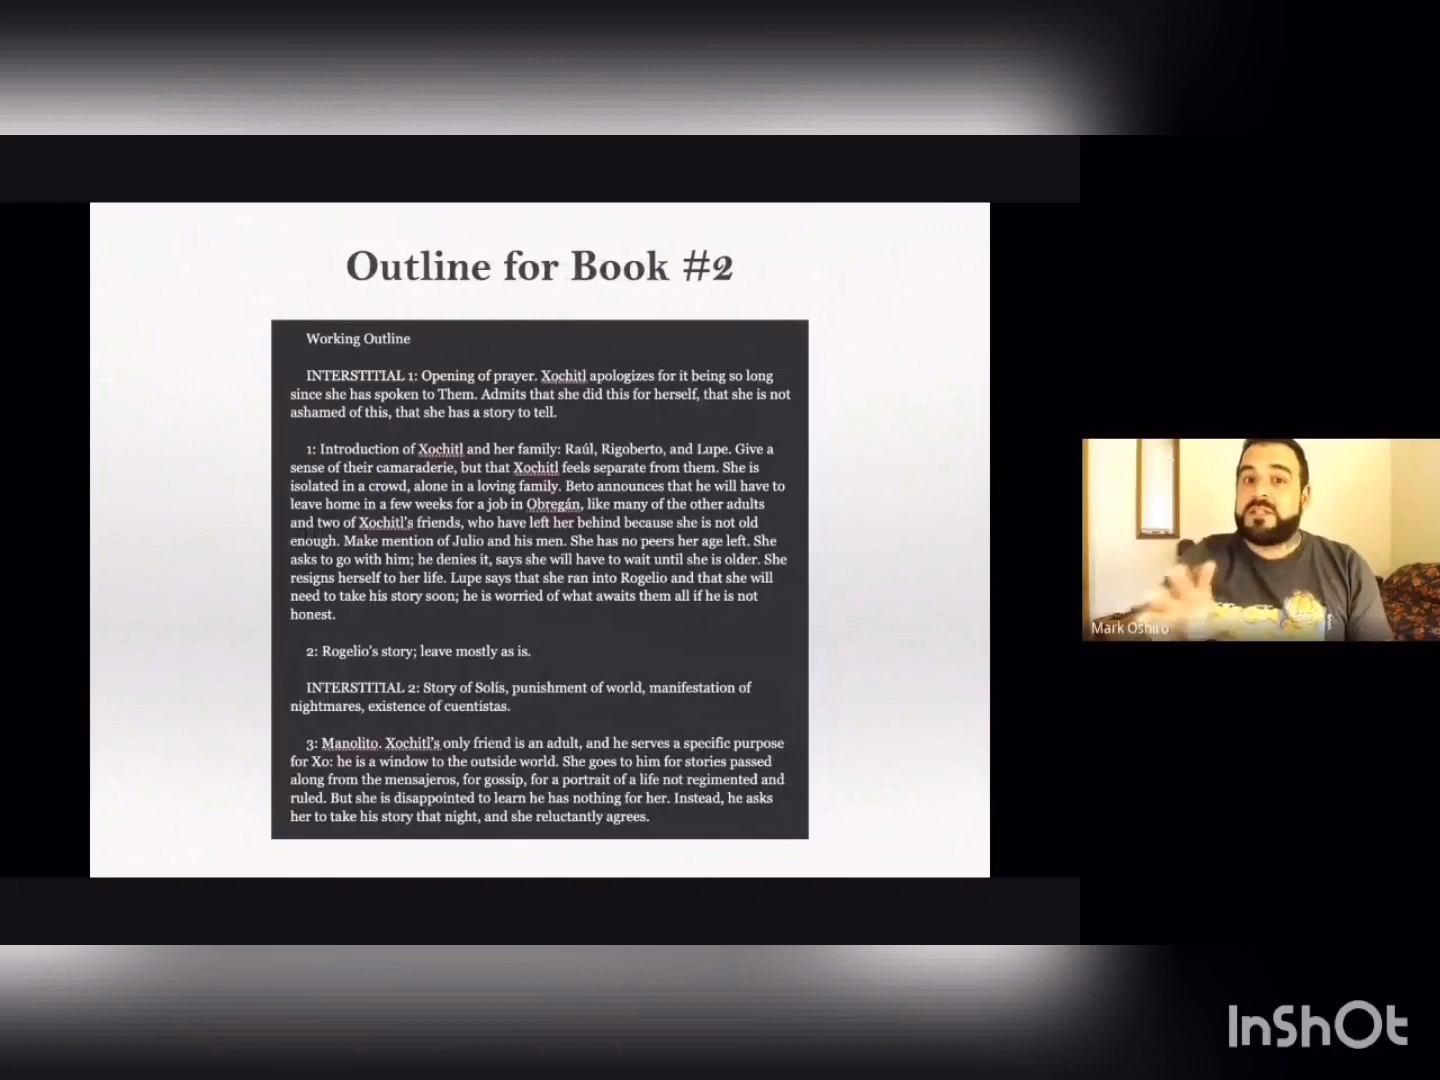 Outline for Book #2
Working Outline
INTERSTITIAL 1: Opening of prayer. Xochitl apologizes for it being so long
since she has spoken to Them. Admits that she did this for herself, that she is not
ashamed of this, that she has a story to tell.
1: Introduction of Xochitl and her family: Raúl, Rigoberto, and Lupe. Give a
sense of their camaraderie, but that Xochitl feels separate from them. She is
isolated in a crowd, alone in a loving family. Beto announces that he will have to
leave home in a few weeks for a job in Obregán, like many of the other adults
and two of Xochitl's friends, who have left her behind because she is not old
enough. Make mention of Julio and his men. She has no peers her age left. She
asks to go with him; he denies it, says she will have to wait until she is older. She
resigns herself to her life. Lupe says that she ran into Rogelio and that she will
need to take his story soon; he is worried of what awaits them all if he is not
honest.
2: Rogelio's story; leave mostly as is.
INTERSTITIAL 2: Story of Solís, punishment of world, manifestation of
nightmares, existence of cuentistas.
3: Manolito. Xochitl's only friend is an adult, and he serves a specific purpose
for Xo: he is a window to the outside world. She goes to him for stories passed
along from the mensajeros, for gossip, for a portrait of a life not regimented and
ruled. But she is disappointed to learn he has nothing for her. Instead, he asks
her to take his story that night, and she reluctantly agrees.
Mark Oshiro
InShOt